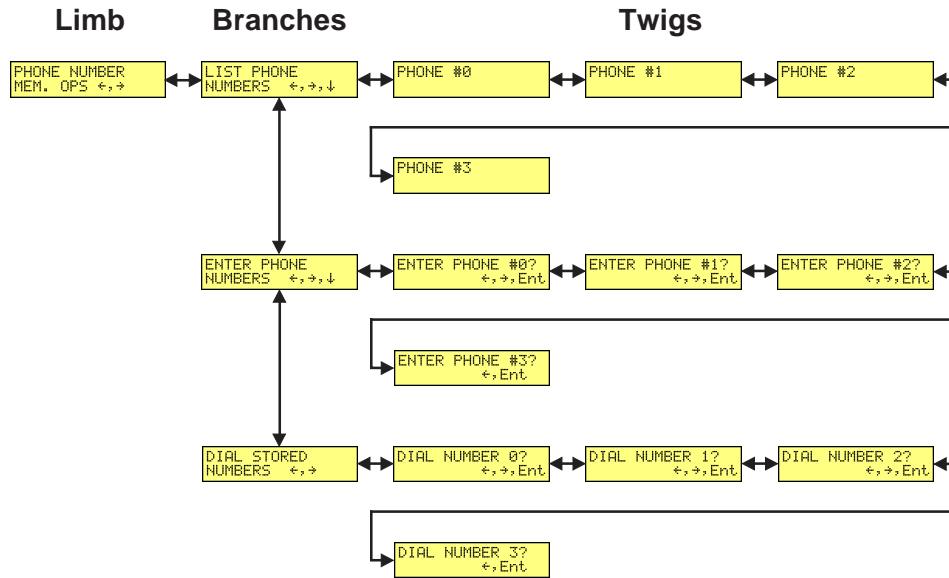 Limb Branches Twigs
PHONE NUMBER
MEM. OPS ←,→
LIST PHONE
NUMBERS ←,→,↓
PHONE #0
PHONE #1
PHONE #2
PHONE #3
ENTER PHONE
NUMBERS ←,→,↓
ENTER PHONE #0?
←,→,Ent
ENTER PHONE #1?
←,→,Ent
ENTER PHONE #2?
←,→,Ent
ENTER PHONE #3?
←,Ent
DIAL STORED
NUMBERS ←,→
DIAL NUMBER 0?
←,→,Ent
DIAL NUMBER 1?
←,→,Ent
DIAL NUMBER 2?
←,→,Ent
DIAL NUMBER 3?
←,Ent